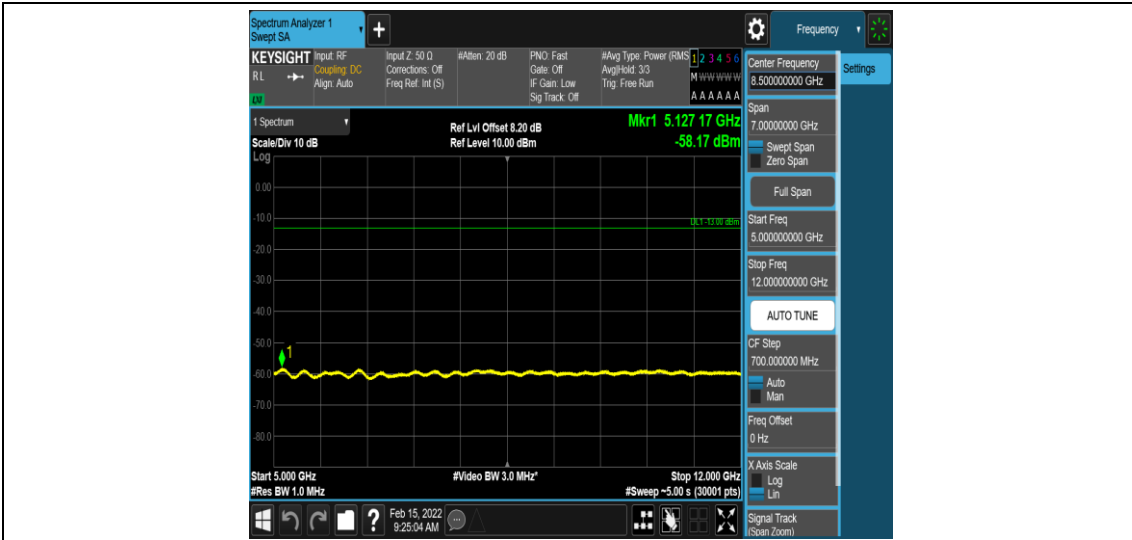 Spectrum Analyzer 1
Swept SA
+
Frequency
KEYSIGHT
RL
LXI
Input: RF
Coupling: DC
Align: Auto
Input Z: 50 Ω
Corrections: Off
Freq Ref: Int (S)
#Atten: 20 dB
PNO: Fast
Gate: Off
IF Gain: Low
Sig Track: Off
#Avg Type: Power (RMS
Avg|Hold: 3/3
Trig: Free Run
1 2 3 4 5 6
M W W W W W
A A A A A A
1 Spectrum
Scale/Div 10 dB
Log
Ref Lvl Offset 8.20 dB
Ref Level 10.00 dBm
Mkr1 5.127 17 GHz
-58.17 dBm
0.00
-10.0
DL1 -13.00 dBm
-20.0
-30.0
-40.0
-50.0
1
-60.0
-70.0
-80.0
Start 5.000 GHz
#Res BW 1.0 MHz
#Video BW 3.0 MHz*
Stop 12.000 GHz
#Sweep ~5.00 s (30001 pts)
?
Feb 15, 2022
9:25:04 AM
Center Frequency
8.500000000 GHz
Span
7.00000000 GHz
Swept Span
Zero Span
Full Span
Start Freq
5.000000000 GHz
Stop Freq
12.000000000 GHz
AUTO TUNE
CF Step
700.000000 MHz
Auto
Man
Freq Offset
0 Hz
X Axis Scale
Log
Lin
Signal Track
(Span Zoom)
Settings